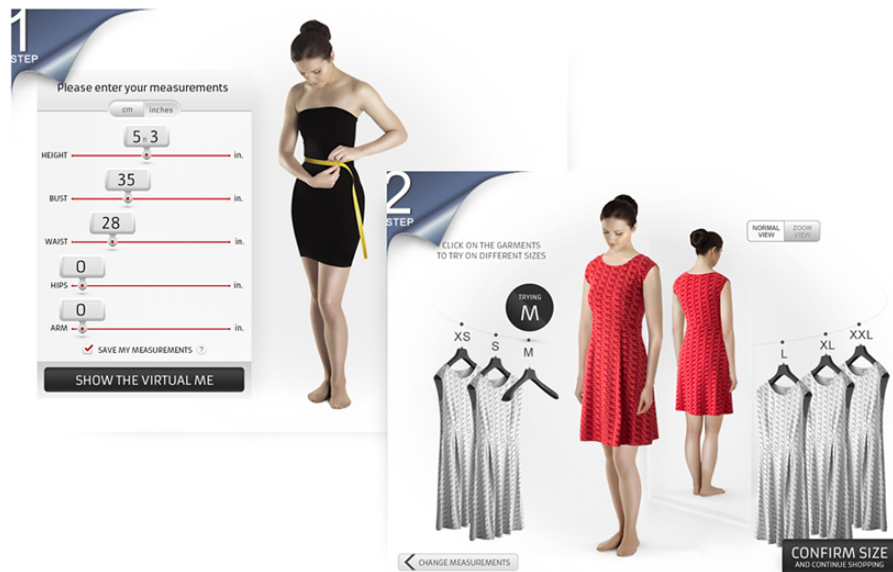 1
STEP
Please enter your measurements
cm inches
5 ft 3
HEIGHT in.
35
BUST in.
28
WAIST in.
0
HIPS in.
0
ARM in.
SAVE MY MEASUREMENTS ?
SHOW THE VIRTUAL ME
2
STEP
CLICK ON THE GARMENTS
TO TRY ON DIFFERENT SIZES
NORMAL
VIEW
ZOOM
VIEW
TRYING
M
XS
S
M
L
XL
XXL
CHANGE MEASUREMENTS
CONFIRM SIZE
AND CONTINUE SHOPPING